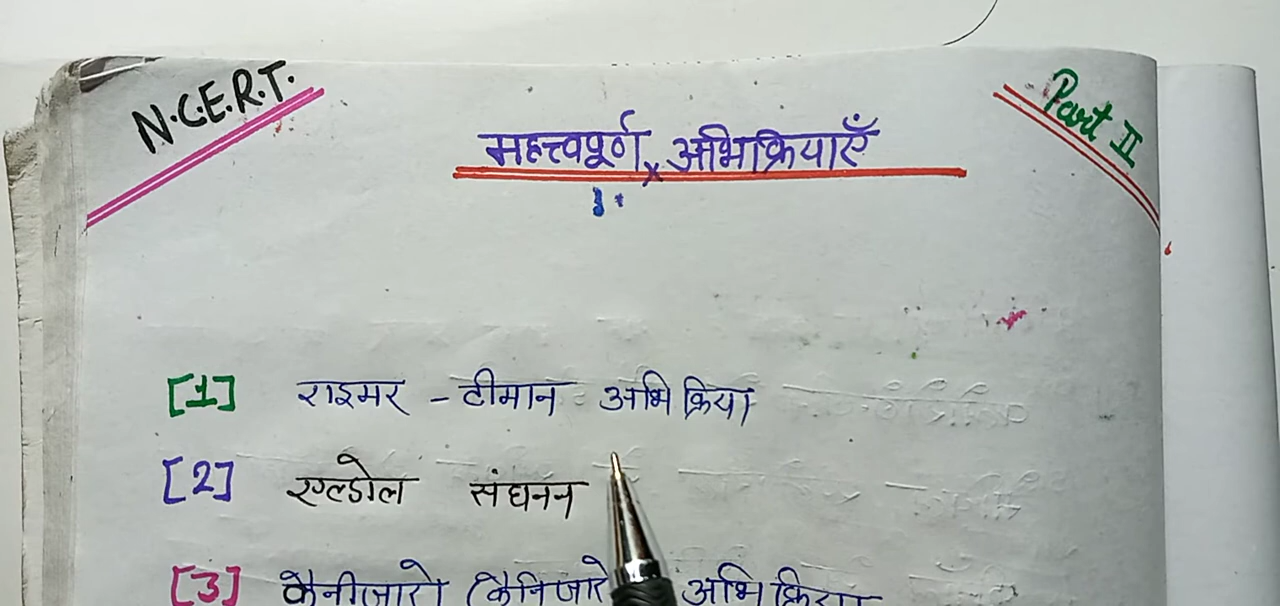 N.C.E.R.T.
Part II
महत्त्वपूर्ण अभिक्रियाएँ
[1] राइमर - टीमान अभिक्रिया
[2] एल्डोल संघनन
[3] कैनीजारो (कैनिजारो अभिक्रिया